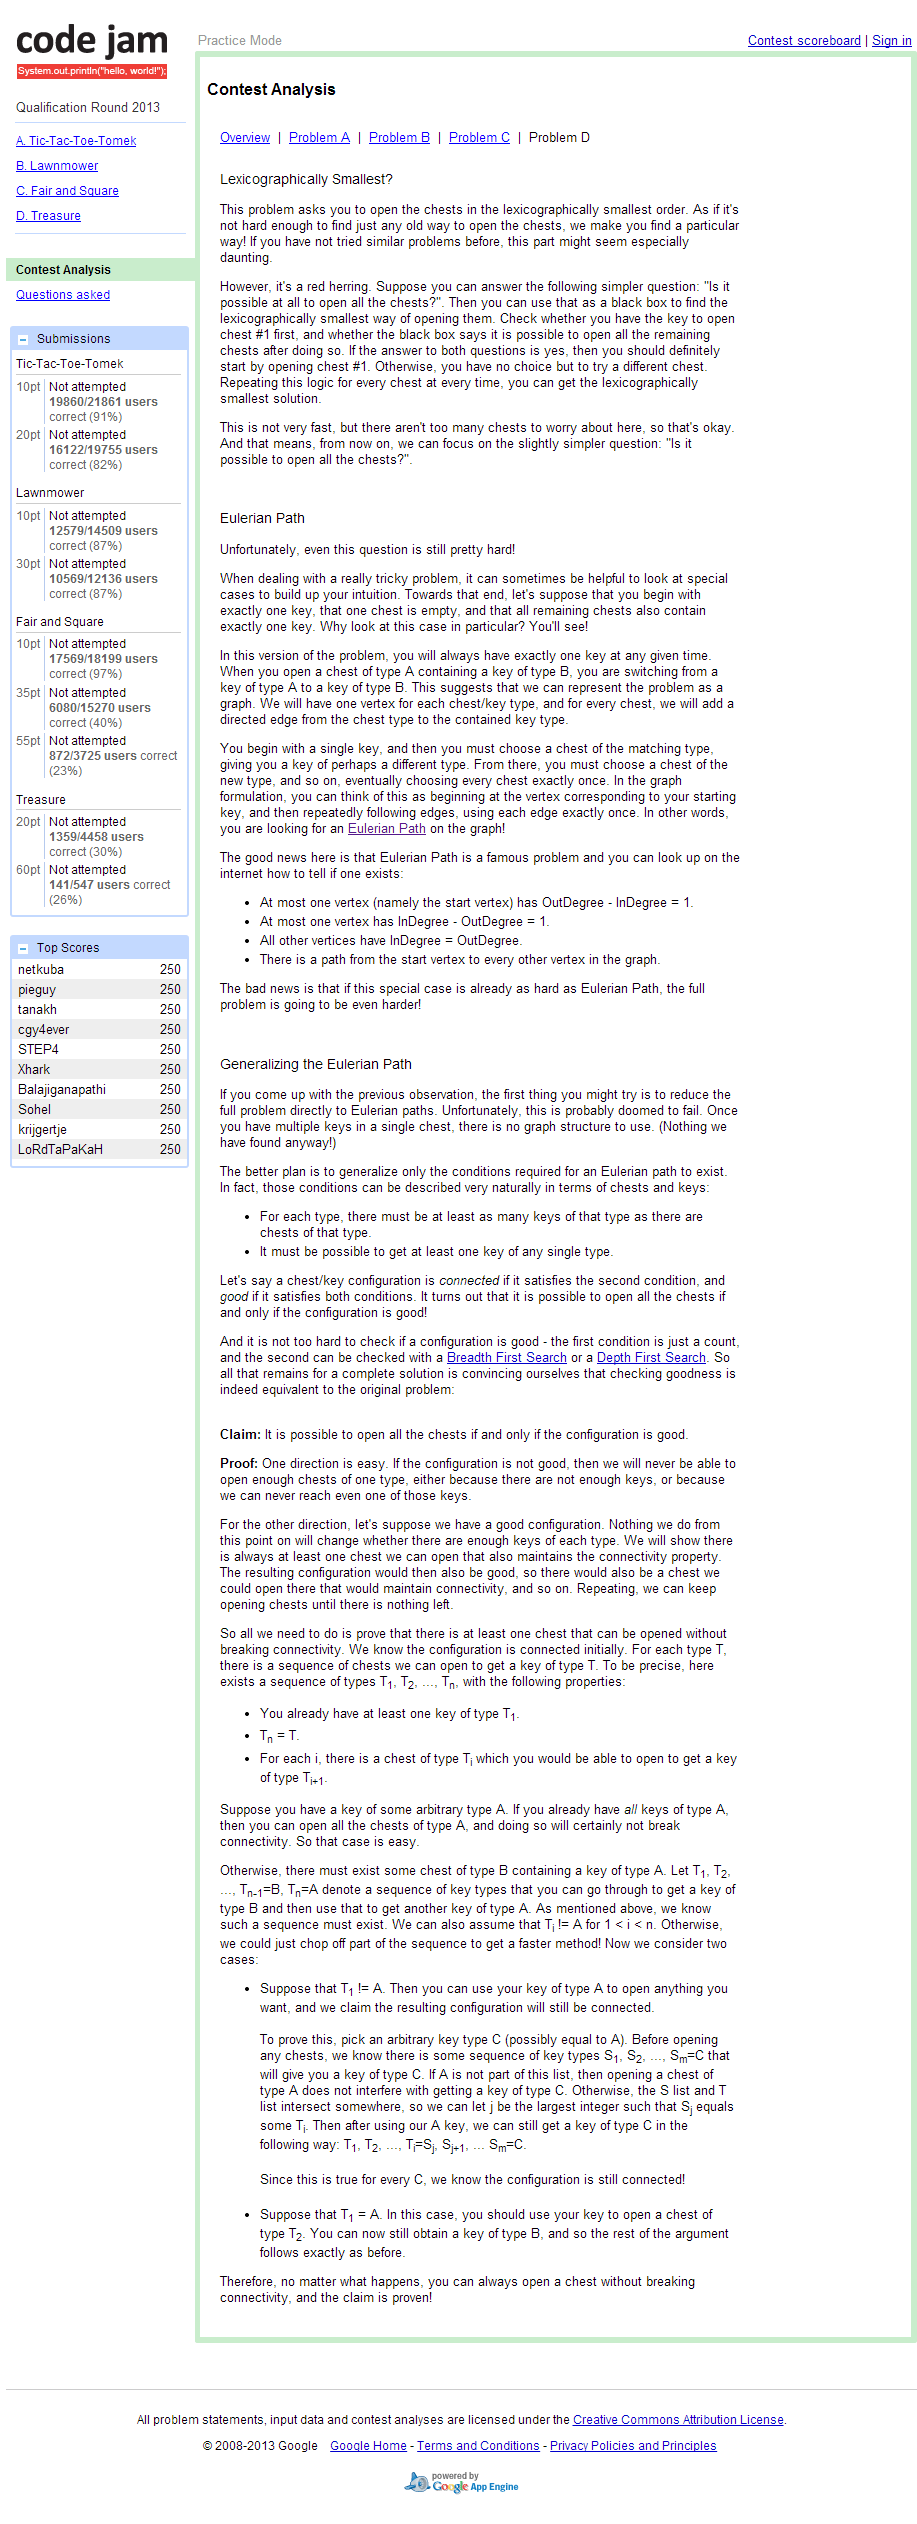 code jam
System.out.println("hello, world!");
Practice Mode
Contest scoreboard | Sign in
Qualification Round 2013
A. Tic-Tac-Toe-Tomek
B. Lawnmower
C. Fair and Square
D. Treasure
Contest Analysis
Questions asked
Submissions
Tic-Tac-Toe-Tomek
10pt Not attempted
19860/21861 users
correct (91%)
20pt Not attempted
16122/19755 users
correct (82%)
Lawnmower
10pt Not attempted
12579/14509 users
correct (87%)
30pt Not attempted
10569/12136 users
correct (87%)
Fair and Square
10pt Not attempted
17569/18199 users
correct (97%)
35pt Not attempted
6080/15270 users
correct (40%)
55pt Not attempted
872/3725 users correct
(23%)
Treasure
20pt Not attempted
1359/4458 users
correct (30%)
60pt Not attempted
141/547 users correct
(26%)
Top Scores
netkuba 250
pieguy 250
tanakh 250
cgy4ever 250
STEP4 250
Xhark 250
Balajiganapathi 250
Sohel 250
krijgertje 250
LoRdTaPaKaH 250
Contest Analysis
Overview | Problem A | Problem B | Problem C | Problem D
Lexicographically Smallest?
This problem asks you to open the chests in the lexicographically smallest order. As if it's
not hard enough to find just any old way to open the chests, we make you find a particular
way! If you have not tried similar problems before, this part might seem especially
daunting.
However, it's a red herring. Suppose you can answer the following simpler question: "Is it
possible at all to open all the chests?". Then you can use that as a black box to find the
lexicographically smallest way of opening them. Check whether you have the key to open
chest #1 first, and whether the black box says it is possible to open all the remaining
chests after doing so. If the answer to both questions is yes, then you should definitely
start by opening chest #1. Otherwise, you have no choice but to try a different chest.
Repeating this logic for every chest at every time, you can get the lexicographically
smallest solution.
This is not very fast, but there aren't too many chests to worry about here, so that's okay.
And that means, from now on, we can focus on the slightly simpler question: "Is it
possible to open all the chests?".
Eulerian Path
Unfortunately, even this question is still pretty hard!
When dealing with a really tricky problem, it can sometimes be helpful to look at special
cases to build up your intuition. Towards that end, let's suppose that you begin with
exactly one key, that one chest is empty, and that all remaining chests also contain
exactly one key. Why look at this case in particular? You'll see!
In this version of the problem, you will always have exactly one key at any given time.
When you open a chest of type A containing a key of type B, you are switching from a
key of type A to a key of type B. This suggests that we can represent the problem as a
graph. We will have one vertex for each chest/key type, and for every chest, we will add a
directed edge from the chest type to the contained key type.
You begin with a single key, and then you must choose a chest of the matching type,
giving you a key of perhaps a different type. From there, you must choose a chest of the
new type, and so on, eventually choosing every chest exactly once. In the graph
formulation, you can think of this as beginning at the vertex corresponding to your starting
key, and then repeatedly following edges, using each edge exactly once. In other words,
you are looking for an Eulerian Path on the graph!
The good news here is that Eulerian Path is a famous problem and you can look up on the
internet how to tell if one exists:
• At most one vertex (namely the start vertex) has OutDegree - InDegree = 1.
• At most one vertex has InDegree - OutDegree = 1.
• All other vertices have InDegree = OutDegree.
• There is a path from the start vertex to every other vertex in the graph.
The bad news is that if this special case is already as hard as Eulerian Path, the full
problem is going to be even harder!
Generalizing the Eulerian Path
If you come up with the previous observation, the first thing you might try is to reduce the
full problem directly to Eulerian paths. Unfortunately, this is probably doomed to fail. Once
you have multiple keys in a single chest, there is no graph structure to use. (Nothing we
have found anyway!)
The better plan is to generalize only the conditions required for an Eulerian path to exist.
In fact, those conditions can be described very naturally in terms of chests and keys:
• For each type, there must be at least as many keys of that type as there are
chests of that type.
• It must be possible to get at least one key of any single type.
Let's say a chest/key configuration is connected if it satisfies the second condition, and
good if it satisfies both conditions. It turns out that it is possible to open all the chests if
and only if the configuration is good!
And it is not too hard to check if a configuration is good - the first condition is just a count,
and the second can be checked with a Breadth First Search or a Depth First Search. So
all that remains for a complete solution is convincing ourselves that checking goodness is
indeed equivalent to the original problem:
Claim: It is possible to open all the chests if and only if the configuration is good.
Proof: One direction is easy. If the configuration is not good, then we will never be able to
open enough chests of one type, either because there are not enough keys, or because
we can never reach even one of those keys.
For the other direction, let's suppose we have a good configuration. Nothing we do from
this point on will change whether there are enough keys of each type. We will show there
is always at least one chest we can open that also maintains the connectivity property.
The resulting configuration would then also be good, so there would also be a chest we
could open there that would maintain connectivity, and so on. Repeating, we can keep
opening chests until there is nothing left.
So all we need to do is prove that there is at least one chest that can be opened without
breaking connectivity. We know the configuration is connected initially. For each type T,
there is a sequence of chests we can open to get a key of type T. To be precise, here
exists a sequence of types T1, T2, ..., Tn, with the following properties:
• You already have at least one key of type T1.
• Tn = T.
• For each i, there is a chest of type Ti which you would be able to open to get a key
of type Ti+1.
Suppose you have a key of some arbitrary type A. If you already have all keys of type A,
then you can open all the chests of type A, and doing so will certainly not break
connectivity. So that case is easy.
Otherwise, there must exist some chest of type B containing a key of type A. Let T1, T2,
..., Tn-1=B, Tn=A denote a sequence of key types that you can go through to get a key of
type B and then use that to get another key of type A. As mentioned above, we know
such a sequence must exist. We can also assume that Ti != A for 1 < i < n. Otherwise,
we could just chop off part of the sequence to get a faster method! Now we consider two
cases:
• Suppose that T1 != A. Then you can use your key of type A to open anything you
want, and we claim the resulting configuration will still be connected.
To prove this, pick an arbitrary key type C (possibly equal to A). Before opening
any chests, we know there is some sequence of key types S1, S2, ..., Sm=C that
will give you a key of type C. If A is not part of this list, then opening a chest of
type A does not interfere with getting a key of type C. Otherwise, the S list and T
list intersect somewhere, so we can let j be the largest integer such that Sj equals
some Ti. Then after using our A key, we can still get a key of type C in the
following way: T1, T2, ..., Ti=Sj, Sj+1, ... Sm=C.
Since this is true for every C, we know the configuration is still connected!
• Suppose that T1 = A. In this case, you should use your key to open a chest of
type T2. You can now still obtain a key of type B, and so the rest of the argument
follows exactly as before.
Therefore, no matter what happens, you can always open a chest without breaking
connectivity, and the claim is proven!
All problem statements, input data and contest analyses are licensed under the Creative Commons Attribution License.
© 2008-2013 Google Google Home - Terms and Conditions - Privacy Policies and Principles
powered by
Google App Engine